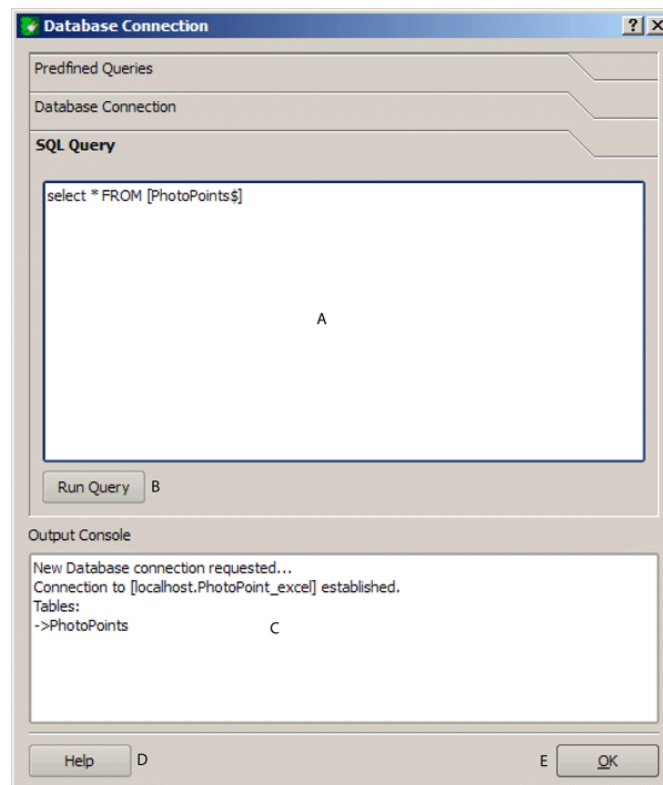 Database Connection
Predfined Queries
Database Connection
SQL Query
select * FROM [PhotoPoints$]
A
Run Query B
Output Console
New Database connection requested...
Connection to [localhost.PhotoPoint_excel] established.
Tables:
->PhotoPoints
C
Help D E OK